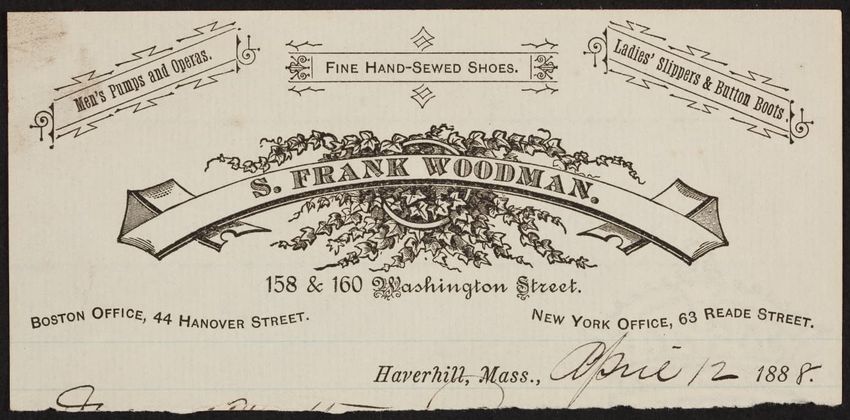 Men's Pumps and Operas.
FINE HAND-SEWED SHOES.
Ladies' Slippers & Button Boots.
S. FRANK WOODMAN.
158 & 160 Washington Street.
BOSTON OFFICE, 44 HANOVER STREET.
NEW YORK OFFICE, 63 READE STREET.
Haverhill, Mass., April 12 1888.